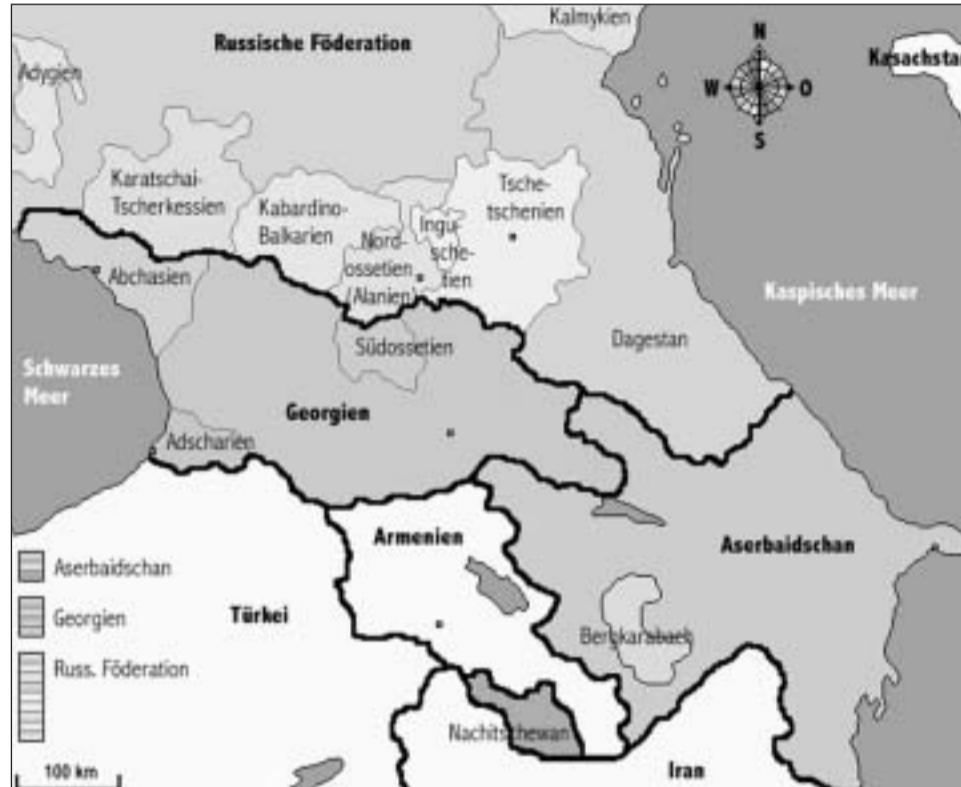 Kalmykien
Russische Föderation
N
Kasachstan
Adygien
W
O
S
Karatschai-
Tscherkessien
Kabardino-
Balkarien
Tsche-
tschenien
Ingu-
sche-
tien
Nord-
ossetien
(Alanien)
Abchasien
Kaspisches Meer
Südossetien
Dagestan
Schwarzes
Meer
Georgien
Adscharien
Armenien
Aserbaidschan
Aserbaidschan
Georgien
Türkei
Bergkarabach
Russ. Föderation
Nachitschewan
100 km
Iran